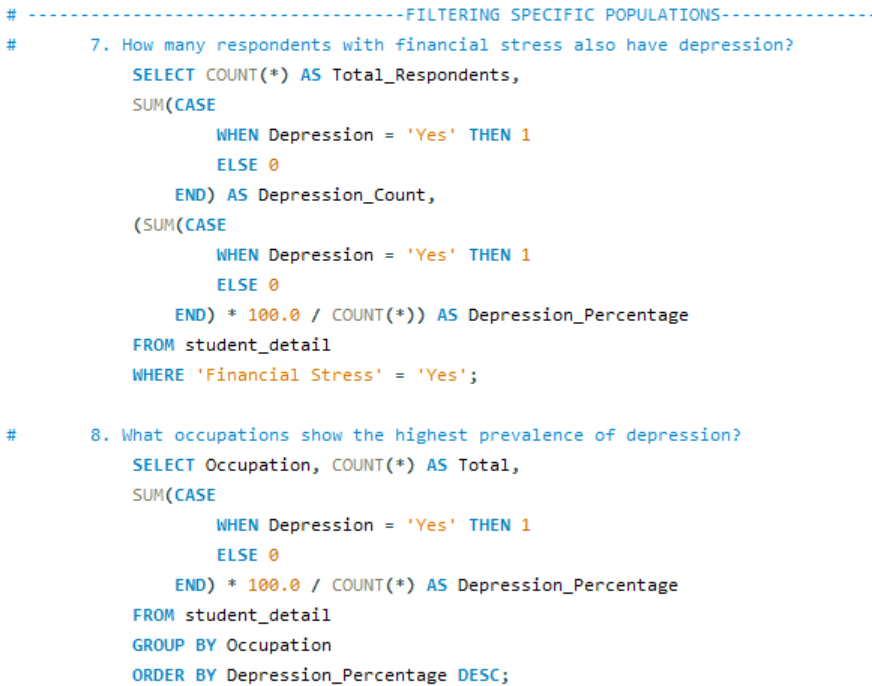 # ------------------------------------FILTERING SPECIFIC POPULATIONS---------------
# 7. How many respondents with financial stress also have depression?
SELECT COUNT(*) AS Total_Respondents,
SUM(CASE
WHEN Depression = 'Yes' THEN 1
ELSE 0
END) AS Depression_Count,
(SUM(CASE
WHEN Depression = 'Yes' THEN 1
ELSE 0
END) * 100.0 / COUNT(*)) AS Depression_Percentage
FROM student_detail
WHERE 'Financial Stress' = 'Yes';
# 8. What occupations show the highest prevalence of depression?
SELECT Occupation, COUNT(*) AS Total,
SUM(CASE
WHEN Depression = 'Yes' THEN 1
ELSE 0
END) * 100.0 / COUNT(*) AS Depression_Percentage
FROM student_detail
GROUP BY Occupation
ORDER BY Depression_Percentage DESC;